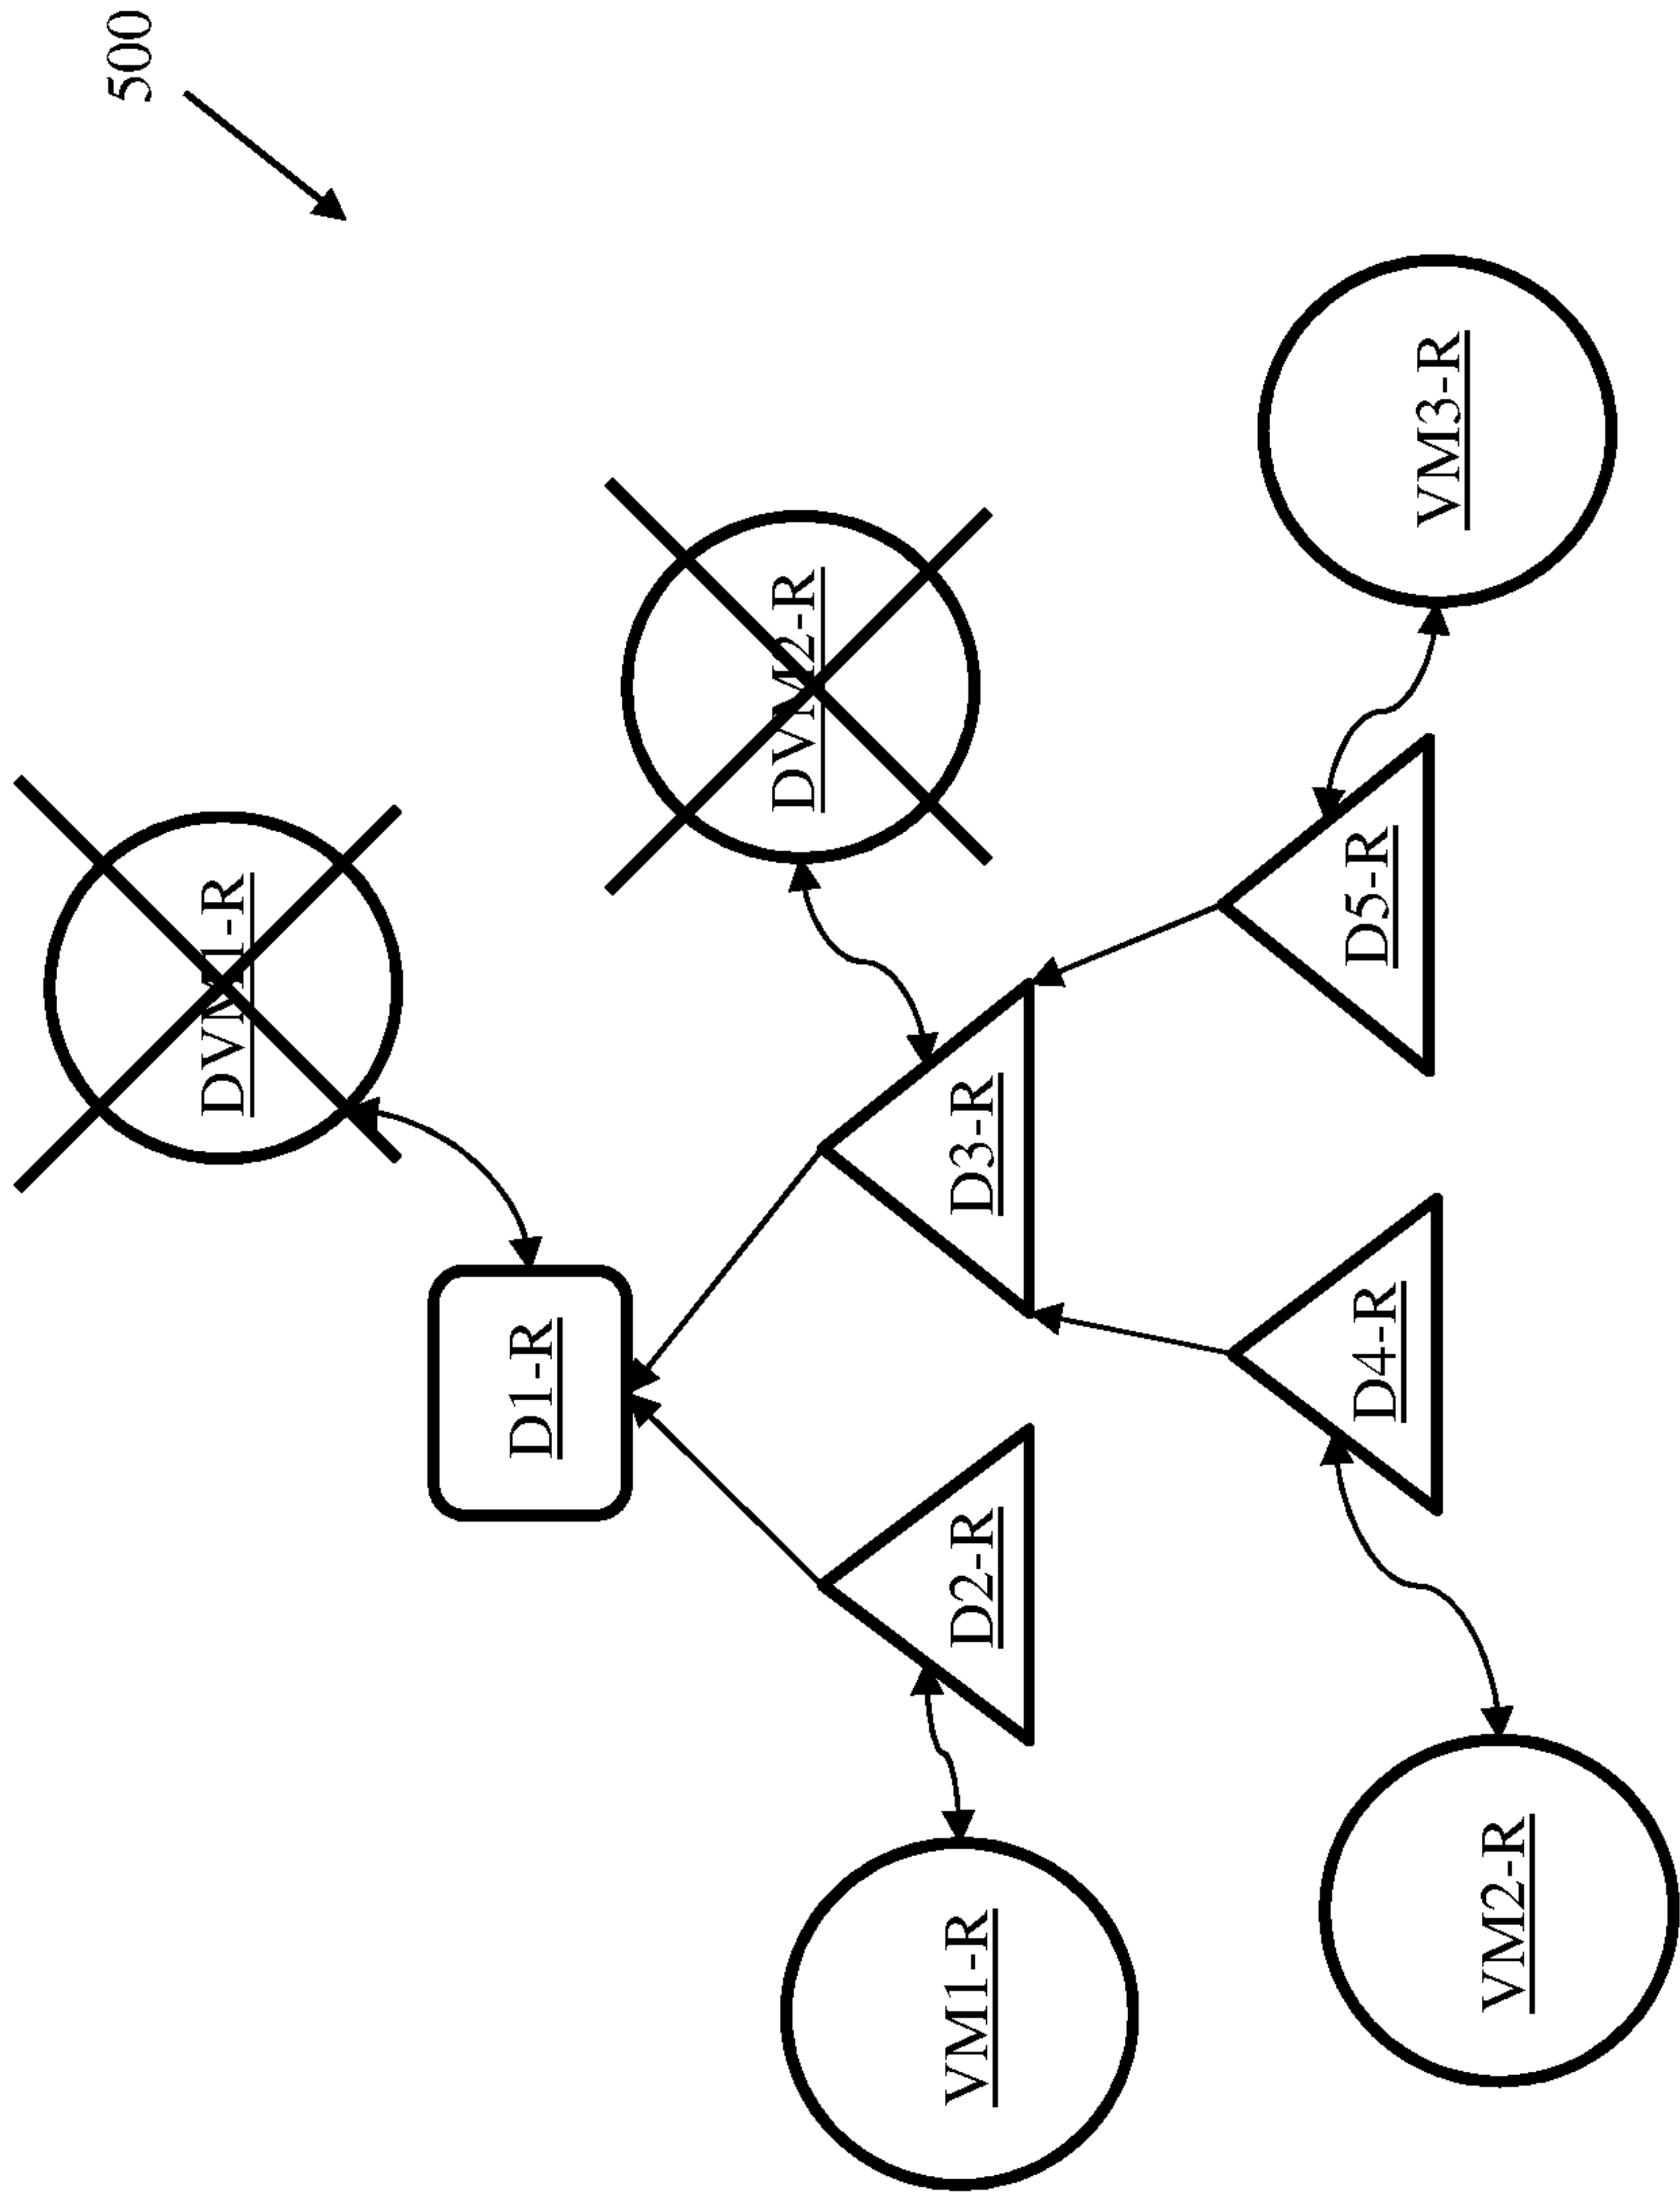 500
DVM1-R
DVM2-R
D1-R
D2-R
D3-R
VM1-R
VM3-R
D4-R
D5-R
VM2-R